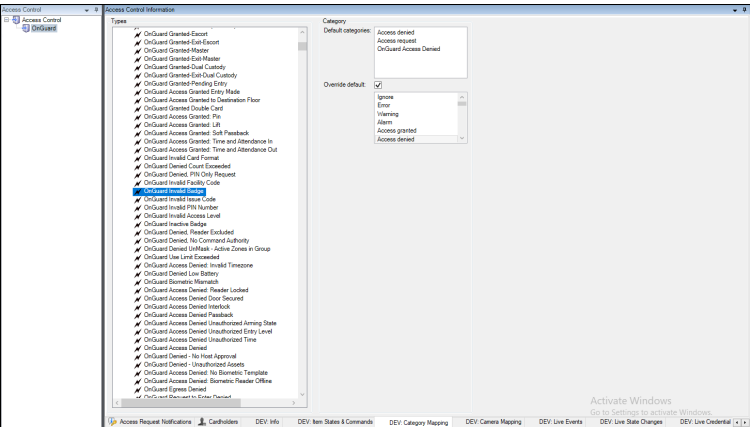 Access Control
Access Control
OnGuard
Access Control Information
Types
OnGuard Granted-Escort
OnGuard Granted-Exit-Escort
OnGuard Granted-Master
OnGuard Granted-Exit-Master
OnGuard Granted-Dual Custody
OnGuard Granted-Exit-Dual Custody
OnGuard Granted-Pending Entry
OnGuard Access Granted Entry Made
OnGuard Access Granted to Destination Floor
OnGuard Granted Double Card
OnGuard Access Granted: Pin
OnGuard Access Granted: Lift
OnGuard Access Granted: Soft Passback
OnGuard Access Granted: Time and Attendance In
OnGuard Access Granted: Time and Attendance Out
OnGuard Invalid Card Format
OnGuard Denied Count Exceeded
OnGuard Denied, PIN Only Request
OnGuard Invalid Facility Code
OnGuard Invalid Badge
OnGuard Invalid Issue Code
OnGuard Invalid PIN Number
OnGuard Invalid Access Level
OnGuard Inactive Badge
OnGuard Denied, Reader Excluded
OnGuard Denied, No Command Authority
OnGuard Denied UnMask - Active Zones in Group
OnGuard Use Limit Exceeded
OnGuard Access Denied: Invalid Timezone
OnGuard Denied Low Battery
OnGuard Biometric Mismatch
OnGuard Access Denied: Reader Locked
OnGuard Access Denied Door Secured
OnGuard Access Denied Interlock
OnGuard Access Denied Passback
OnGuard Access Denied Unauthorized Arming State
OnGuard Access Denied Unauthorized Entry Level
OnGuard Access Denied Unauthorized Time
OnGuard Access Denied
OnGuard Denied - No Host Approval
OnGuard Denied - Unauthorized Assets
OnGuard Access Denied: No Biometric Template
OnGuard Access Denied: Biometric Reader Offline
OnGuard Egress Denied
OnGuard Request to Enter Denied
Category
Default categories:
Access denied
Access request
OnGuard Access Denied
Override default:
Ignore
Error
Warning
Alarm
Access granted
Access denied
Activate Windows
Go to Settings to activate Windows.
Access Request Notifications
Cardholders
DEV: Info
DEV: Item States & Commands
DEV: Category Mapping
DEV: Camera Mapping
DEV: Live Events
DEV: Live State Changes
DEV: Live Credential